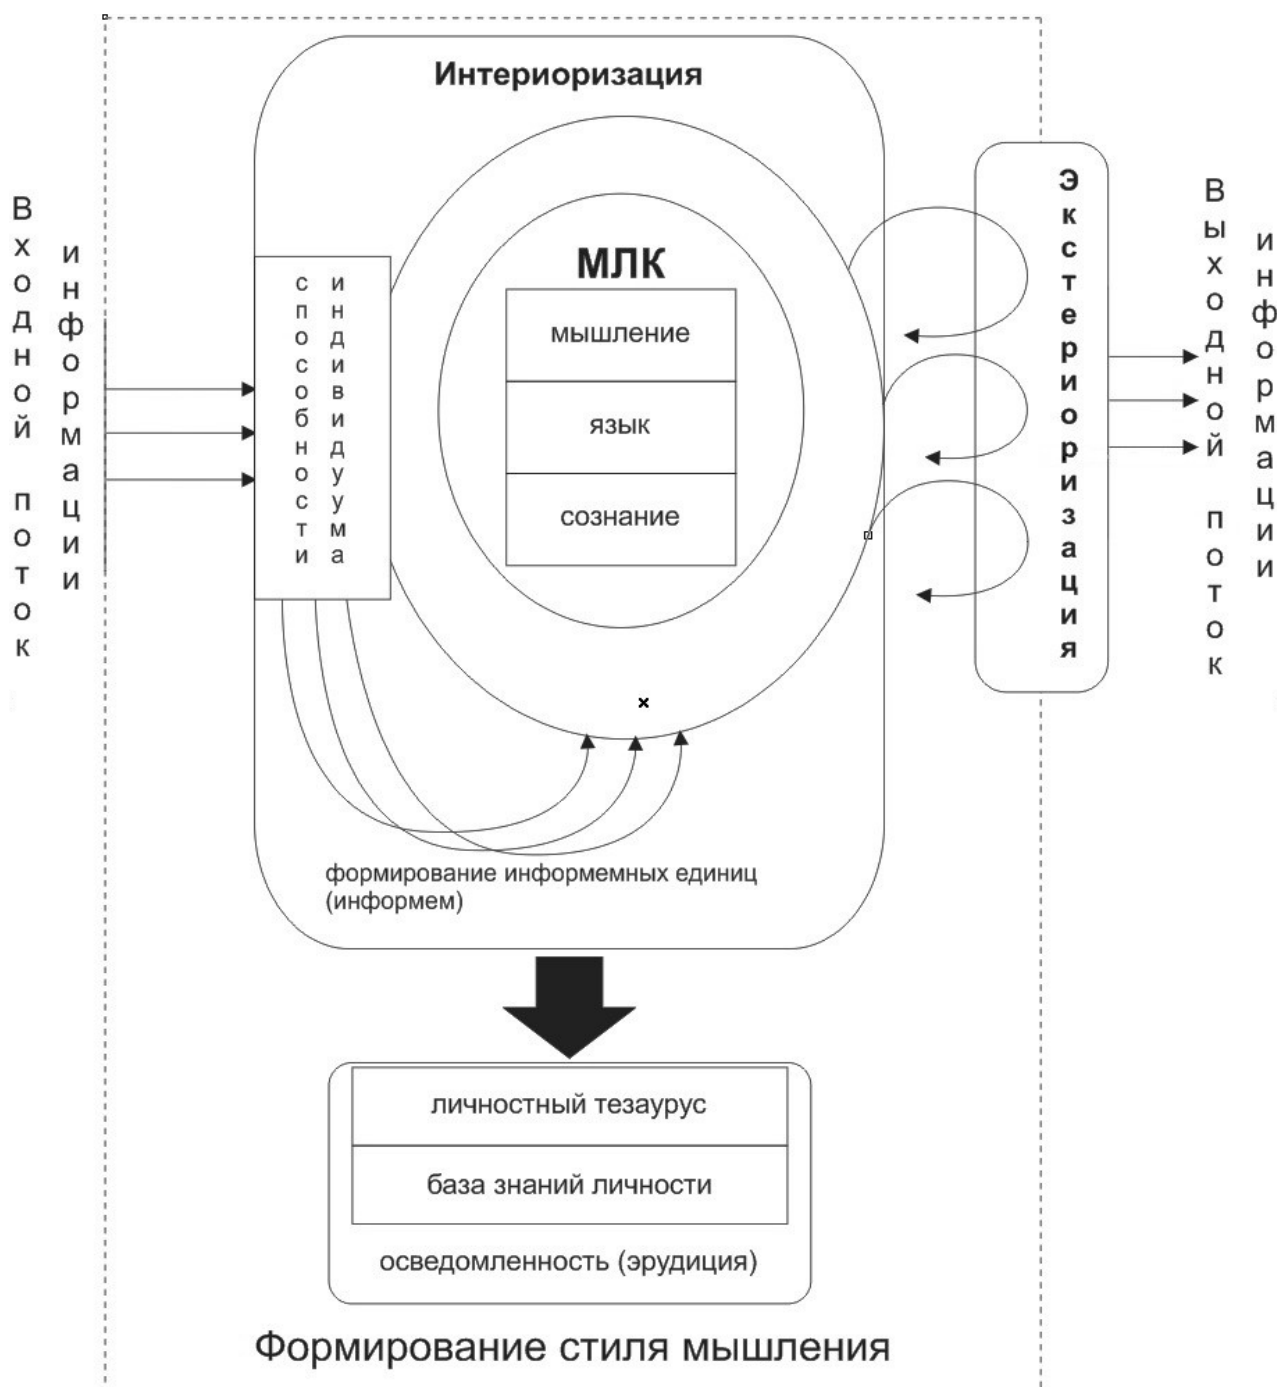 Интериоризация
Входной поток
информации
способности
индивидуума
МЛК
мышление
язык
сознание
Экстериоризация
Выходной поток
информации
формирование информемных единиц
(информем)
личностный тезаурус
база знаний личности
осведомленность (эрудиция)
Формирование стиля мышления